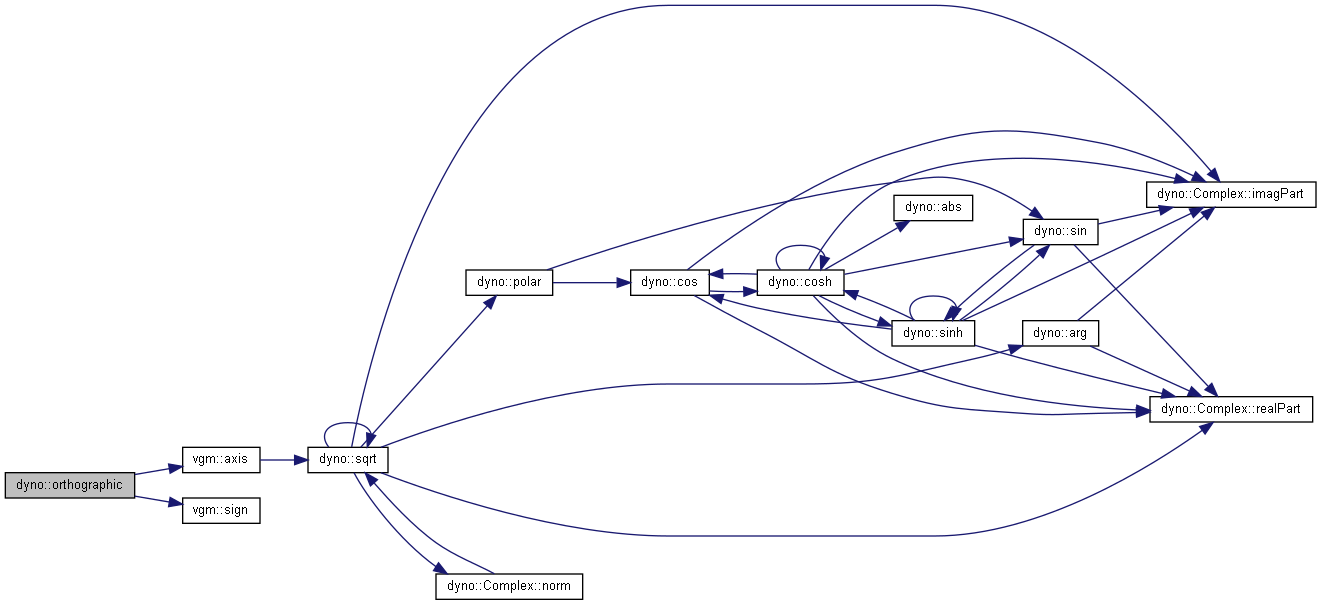 dyno::orthographic
vgm::axis
vgm::sign
dyno::sqrt
dyno::polar
dyno::Complex::norm
dyno::cos
dyno::cosh
dyno::abs
dyno::sinh
dyno::sin
dyno::arg
dyno::Complex::imagPart
dyno::Complex::realPart